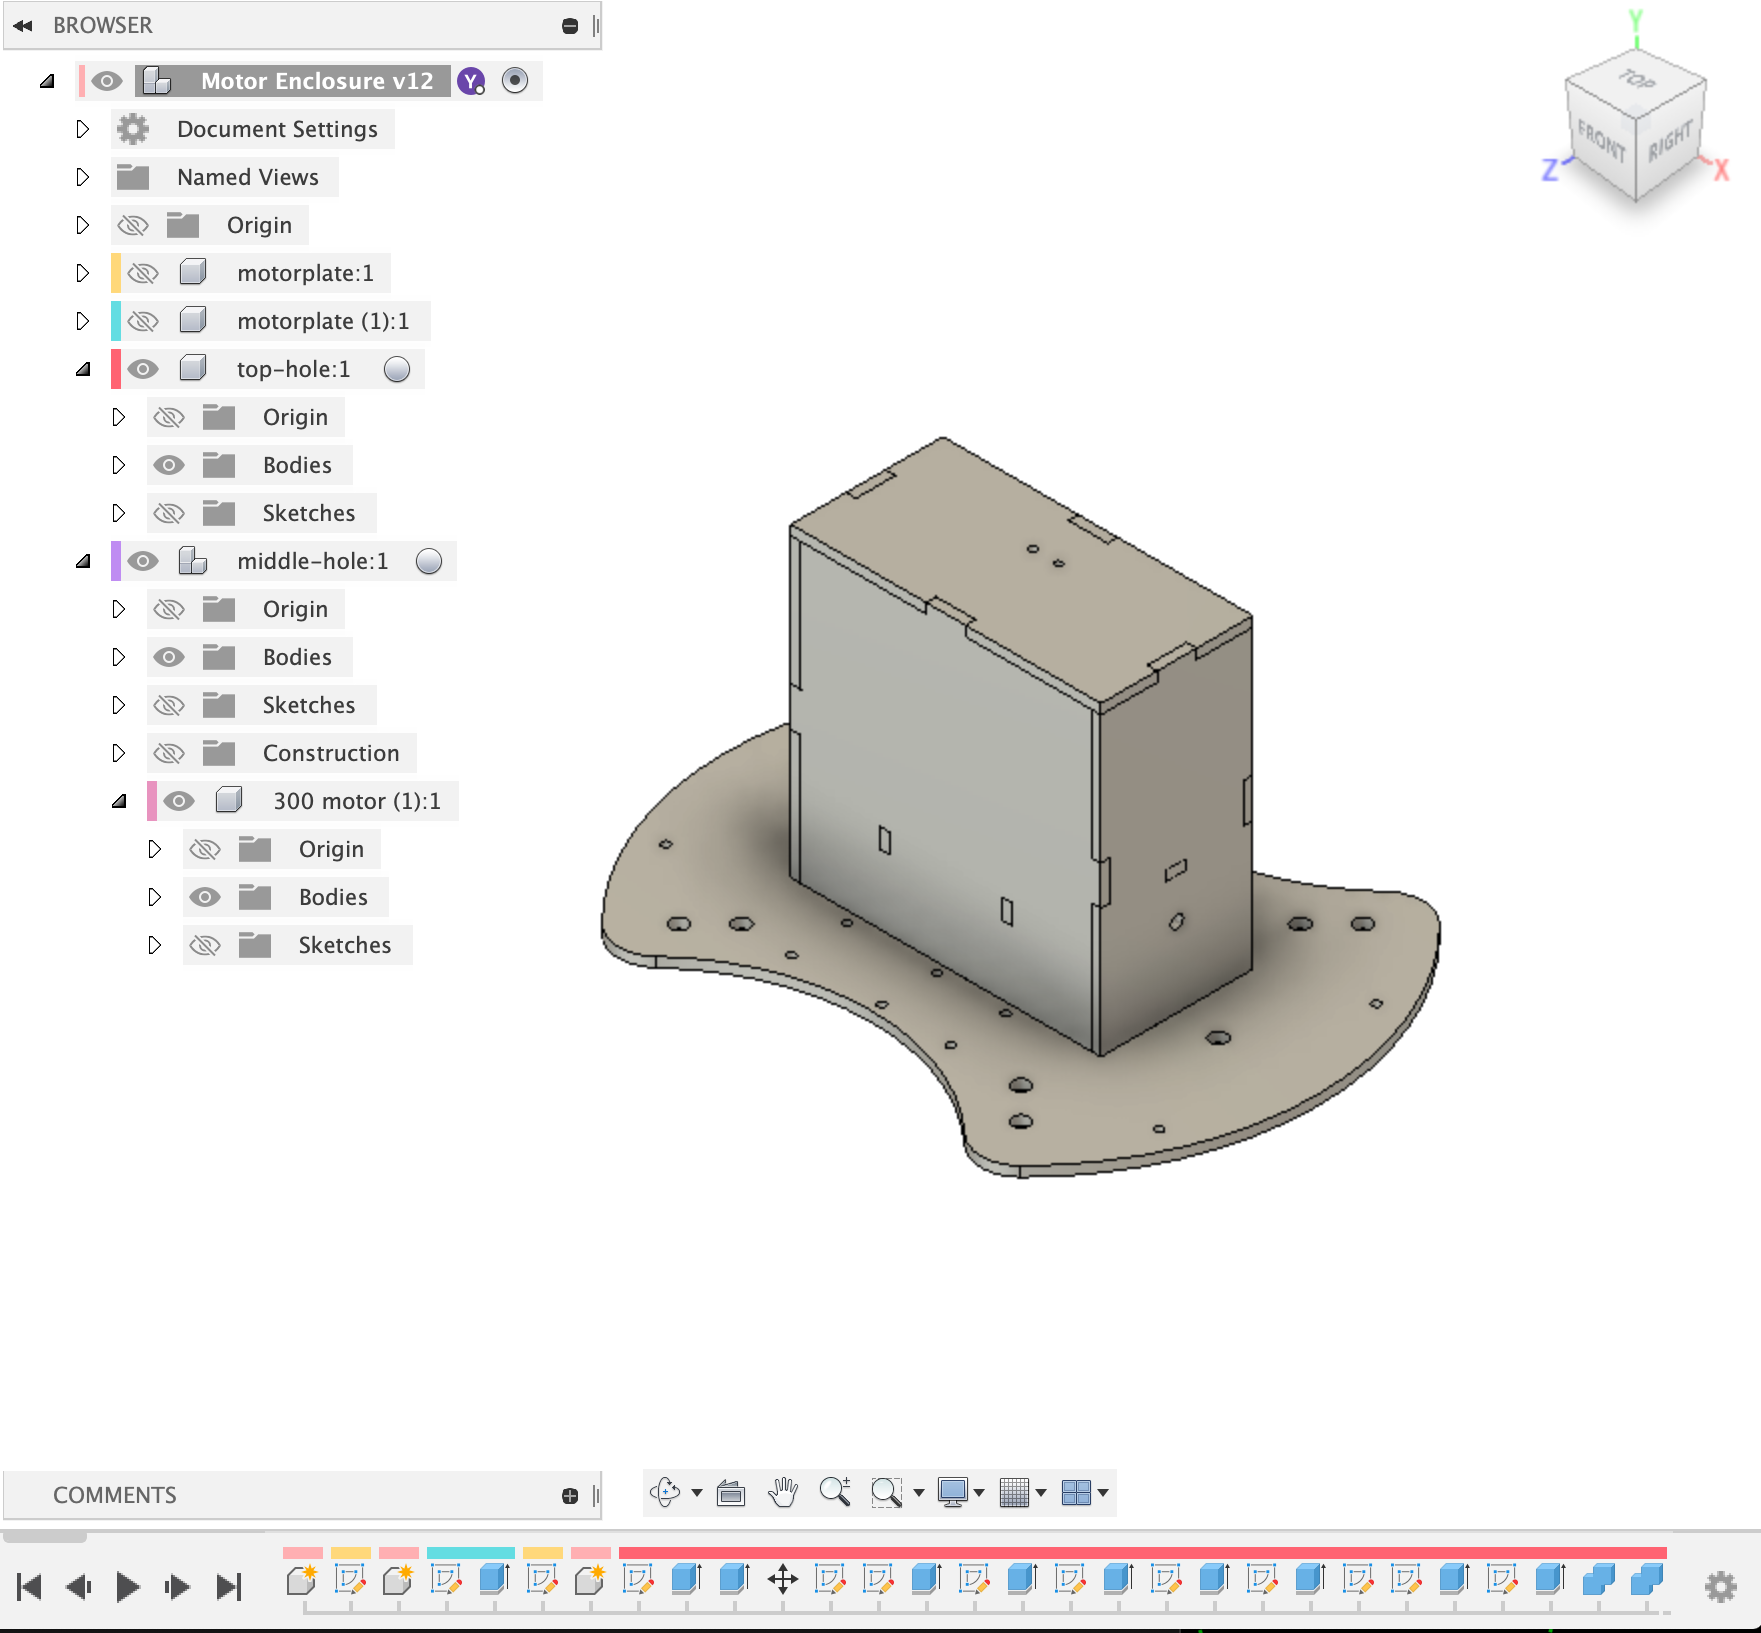 BROWSER
Motor Enclosure v12
Y
Document Settings
Named Views
Origin
motorplate:1
motorplate (1):1
top-hole:1
Origin
Bodies
Sketches
middle-hole:1
Origin
Bodies
Sketches
Construction
300 motor (1):1
Origin
Bodies
Sketches
Y
TOP
FRONT
RIGHT
Z
X
COMMENTS